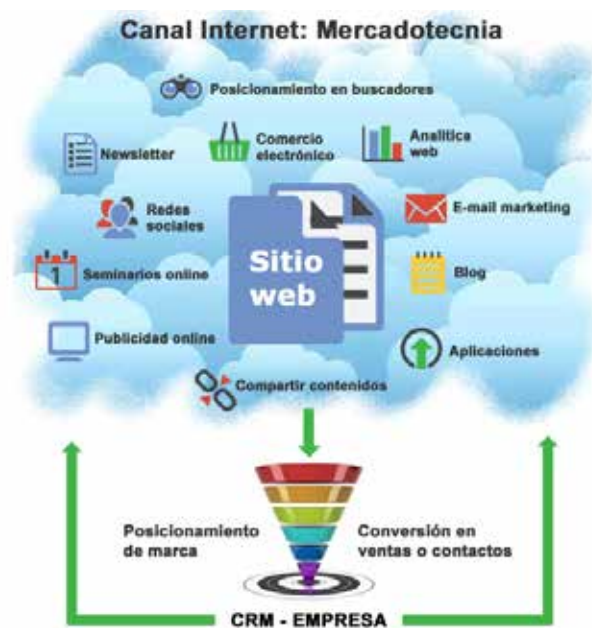 Canal Internet: Mercadotecnia
Posicionamiento en buscadores
Newsletter
Comercio
electrónico
Analítica
web
Redes
sociales
E-mail marketing
Sitio
web
1
Seminarios online
Blog
Publicidad online
Aplicaciones
Compartir contenidos
Posicionamiento
de marca
Conversión en
ventas o contactos
CRM - EMPRESA